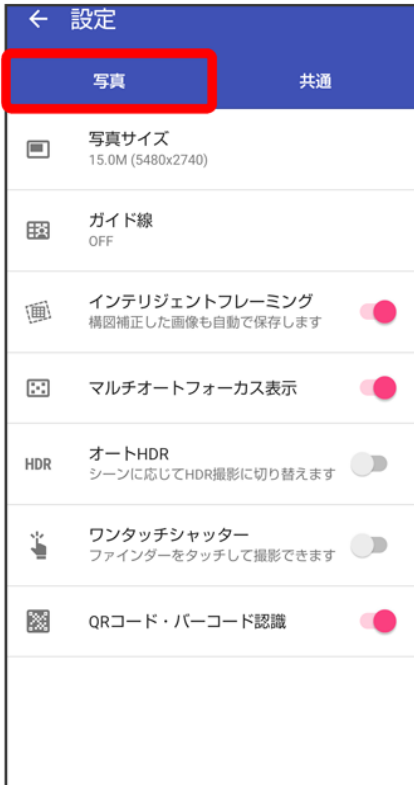 ← 設定
写真 共通
写真サイズ
15.0M (5480x2740)
ガイド線
OFF
インテリジェントフレーミング
構図補正した画像も自動で保存します
マルチオートフォーカス表示
HDR オートHDR
シーンに応じてHDR撮影に切り替えます
ワンタッチシャッター
ファインダーをタッチして撮影できます
QRコード・バーコード認識